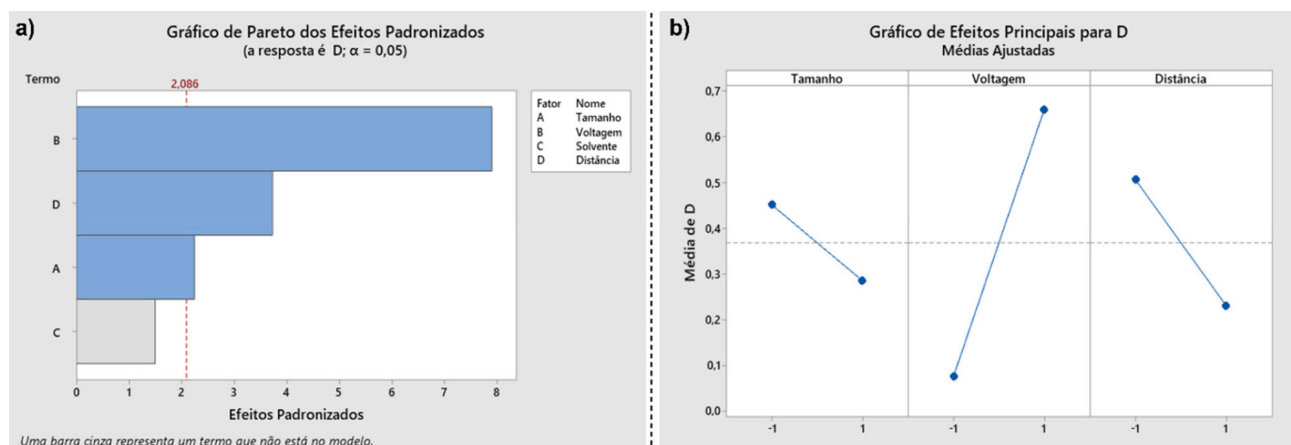 a)
Gráfico de Pareto dos Efeitos Padronizados
(a resposta é D; α = 0,05)
Termo
2,086
B
D
A
C
0 1 2 3 4 5 6 7 8
Efeitos Padronizados
Fator Nome
A Tamanho
B Voltagem
C Solvente
D Distância
Uma barra cinza representa um termo que não está no modelo.
b)
Gráfico de Efeitos Principais para D
Médias Ajustadas
Tamanho Voltagem Distância
Média de D
0,7
0,6
0,5
0,4
0,3
0,2
0,1
0,0
-1 1 -1 1 -1 1